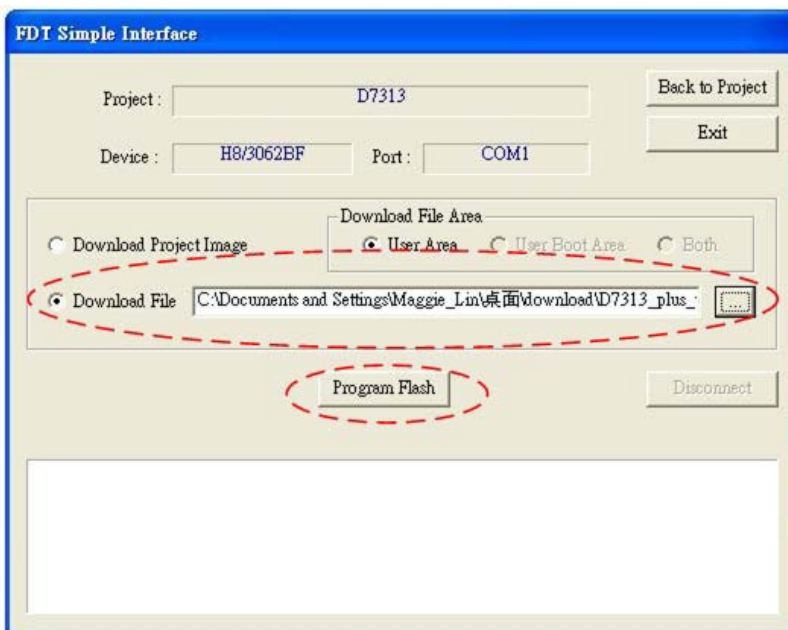 FDT Simple Interface
Project : D7313
Back to Project
Exit
Device : H8/3062BF Port : COM1
Download File Area
Download Project Image
User Area User Boot Area Both
Download File C:\Documents and Settings\Maggie_Lin\桌面\download\D7313_plus_
...
Program Flash
Disconnect